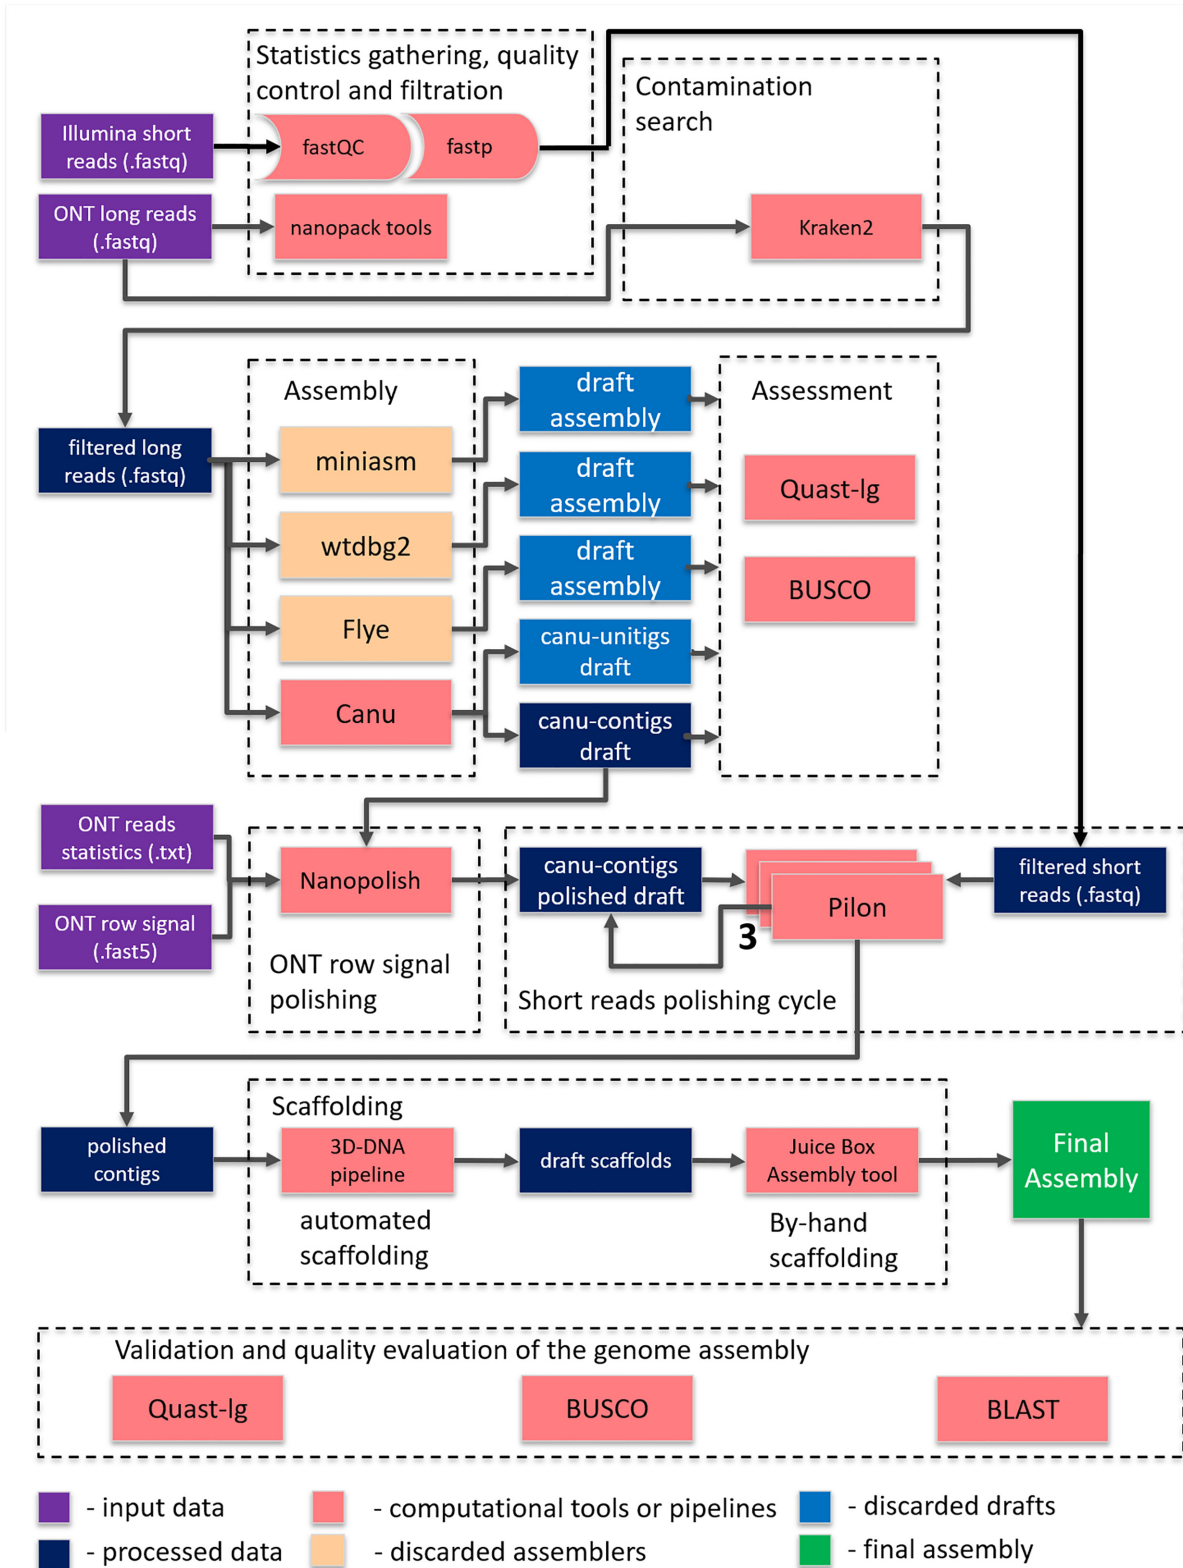 Statistics gathering, quality
control and filtration
Contamination
search
Illumina short
reads (.fastq)
fastQC
fastp
ONT long reads
(.fastq)
nanopack tools
Kraken2
Assembly
draft
assembly
Assessment
filtered long
reads (.fastq)
miniasm
draft
assembly
Quast-lg
wtdbg2
draft
assembly
BUSCO
Flye
canu-unitigs
draft
Canu
canu-contigs
draft
ONT reads
statistics (.txt)
Nanopolish
canu-contigs
polished draft
Pilon
filtered short
reads (.fastq)
3
ONT row signal
(.fast5)
ONT row signal
polishing
Short reads polishing cycle
Scaffolding
polished
contigs
3D-DNA
pipeline
draft scaffolds
Juice Box
Assembly tool
Final
Assembly
automated
scaffolding
By-hand
scaffolding
Validation and quality evaluation of the genome assembly
Quast-lg
BUSCO
BLAST
- input data
- computational tools or pipelines
- discarded drafts
- processed data
- discarded assemblers
- final assembly